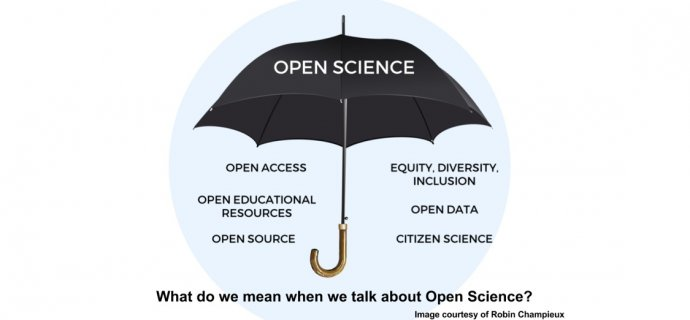 OPEN SCIENCE
OPEN ACCESS
OPEN EDUCATIONAL
RESOURCES
OPEN SOURCE
EQUITY, DIVERSITY,
INCLUSION
OPEN DATA
CITIZEN SCIENCE
What do we mean when we talk about Open Science?
Image courtesy of Robin Champieux